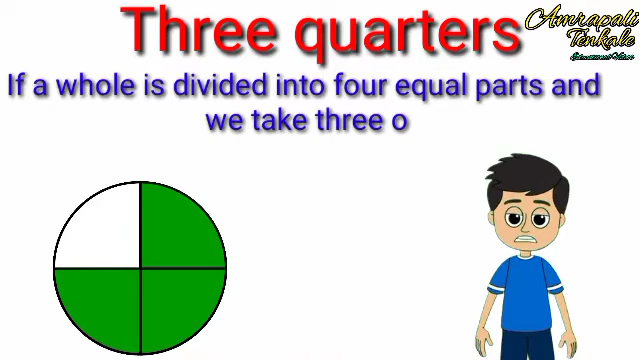 Three quarters
Amrapali
Tenkale
If a whole is divided into four equal parts and
we take three o